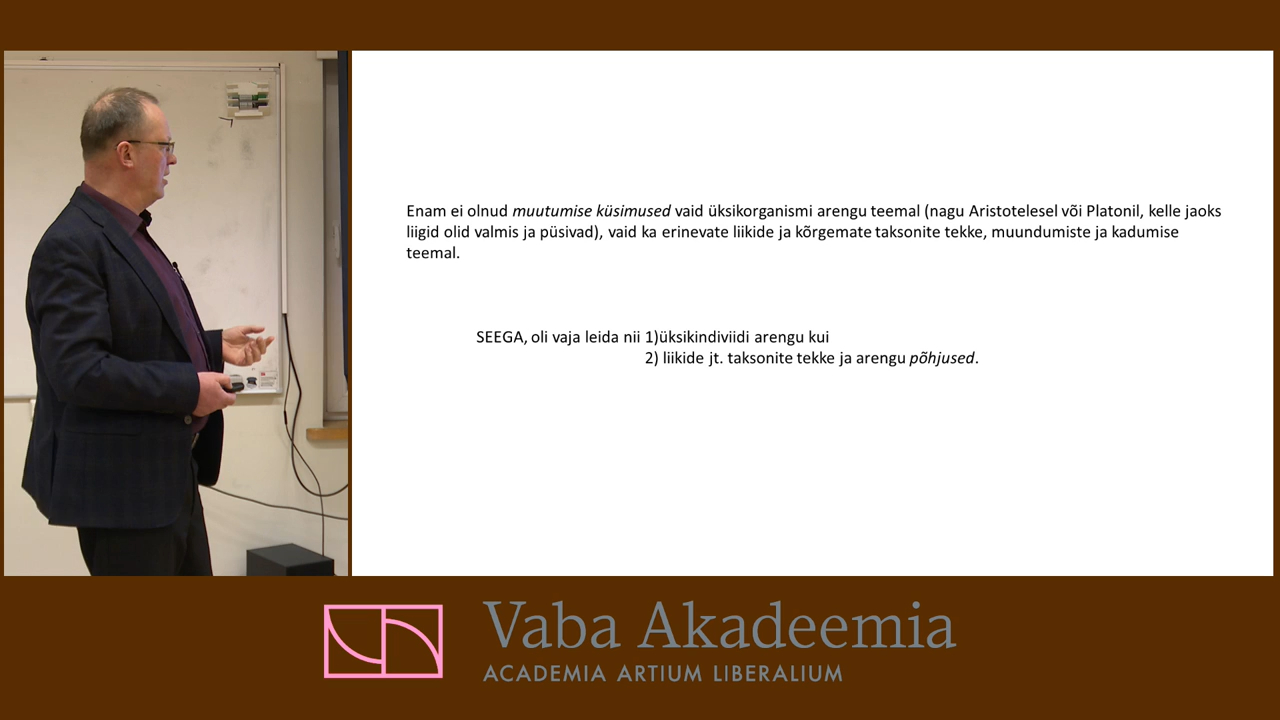 Enam ei olnud muutumise küsimused vaid üksikorganismi arengu teemal (nagu Aristotelesel või Platonil, kelle jaoks
liigid olid valmis ja püsivad), vaid ka erinevate liikide ja kõrgemate taksonite tekke, muundumiste ja kadumise
teemal.
SEEGA, oli vaja leida nii 1)üksikindiviidi arengu kui
2) liikide jt. taksonite tekke ja arengu põhjused.
Vaba Akadeemia
ACADEMIA ARTIUM LIBERALIUM